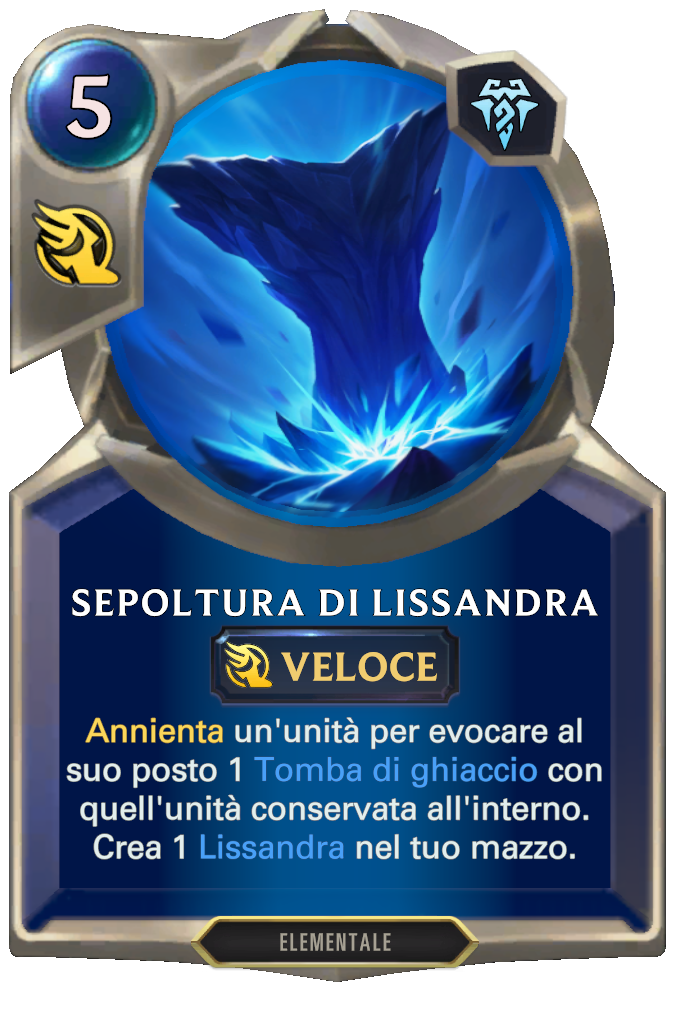 5
SEPOLTURA DI LISSANDRA
VELOCE
Annienta un'unità per evocare al
suo posto 1 Tomba di ghiaccio con
quell'unità conservata all'interno.
Crea 1 Lissandra nel tuo mazzo.
ELEMENTALE